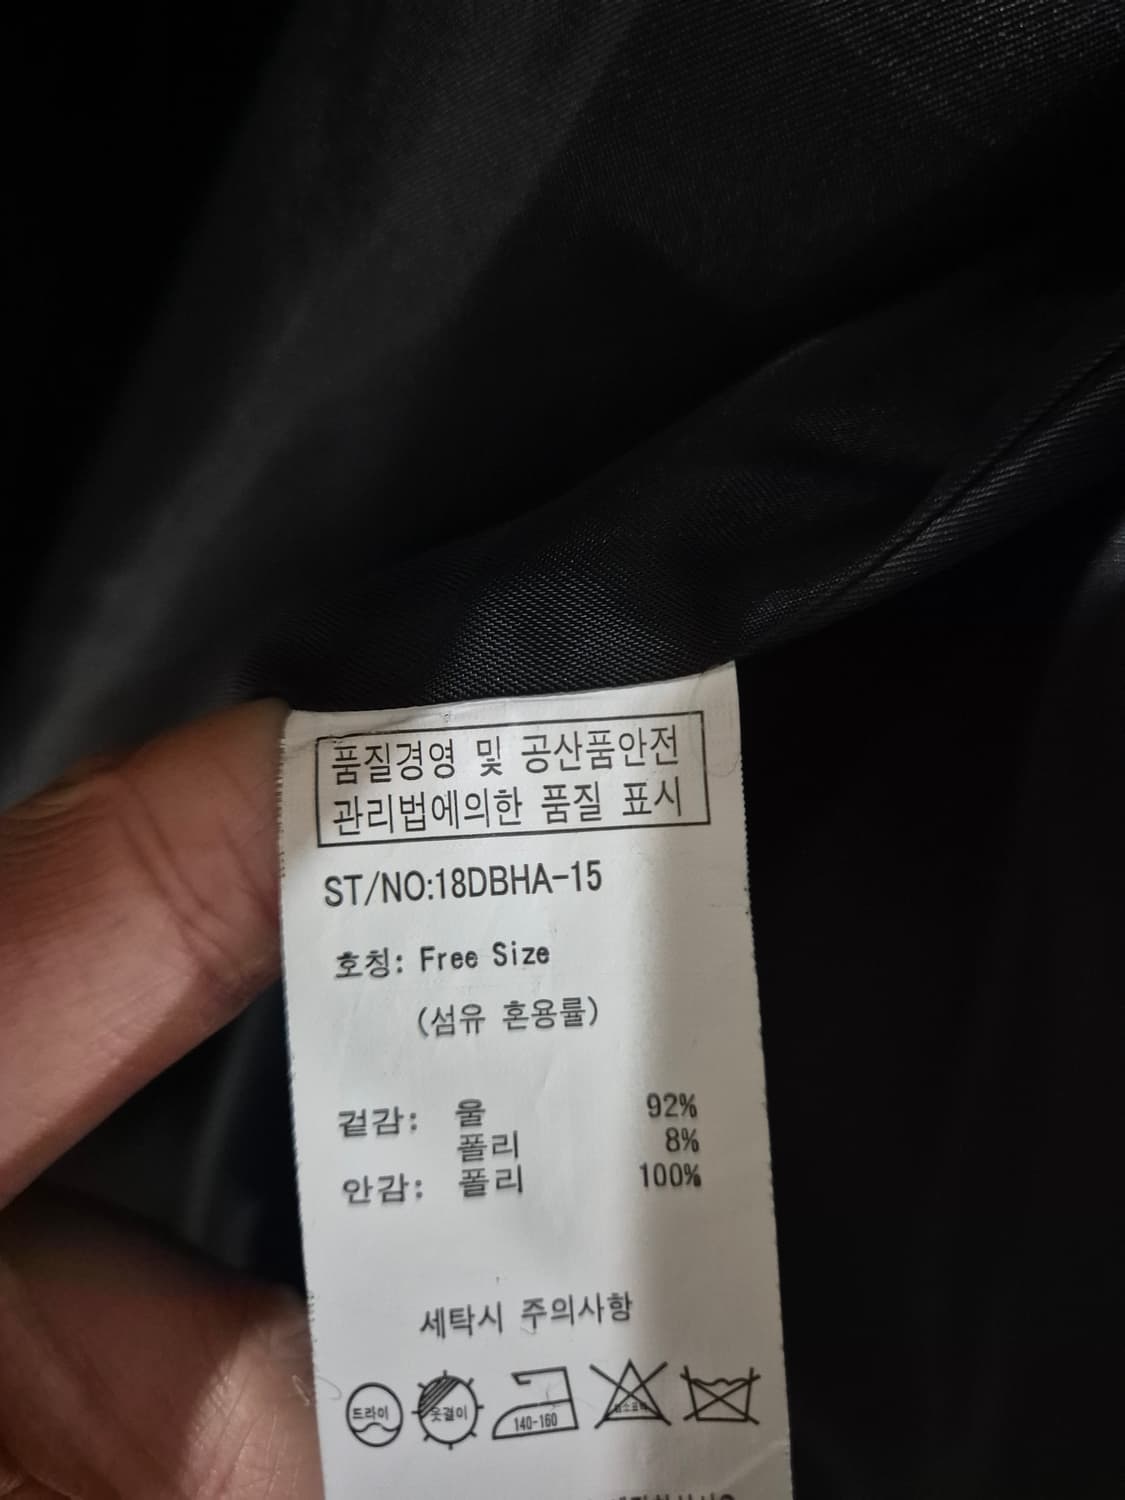 품질경영 및 공산품안전
관리법에의한 품질 표시
ST/NO:18DBHA-15
호칭: Free Size
(섬유 혼용률)
겉감: 울 92%
폴리 8%
안감: 폴리 100%
세탁시 주의사항
드라이 옷걸이 140-160